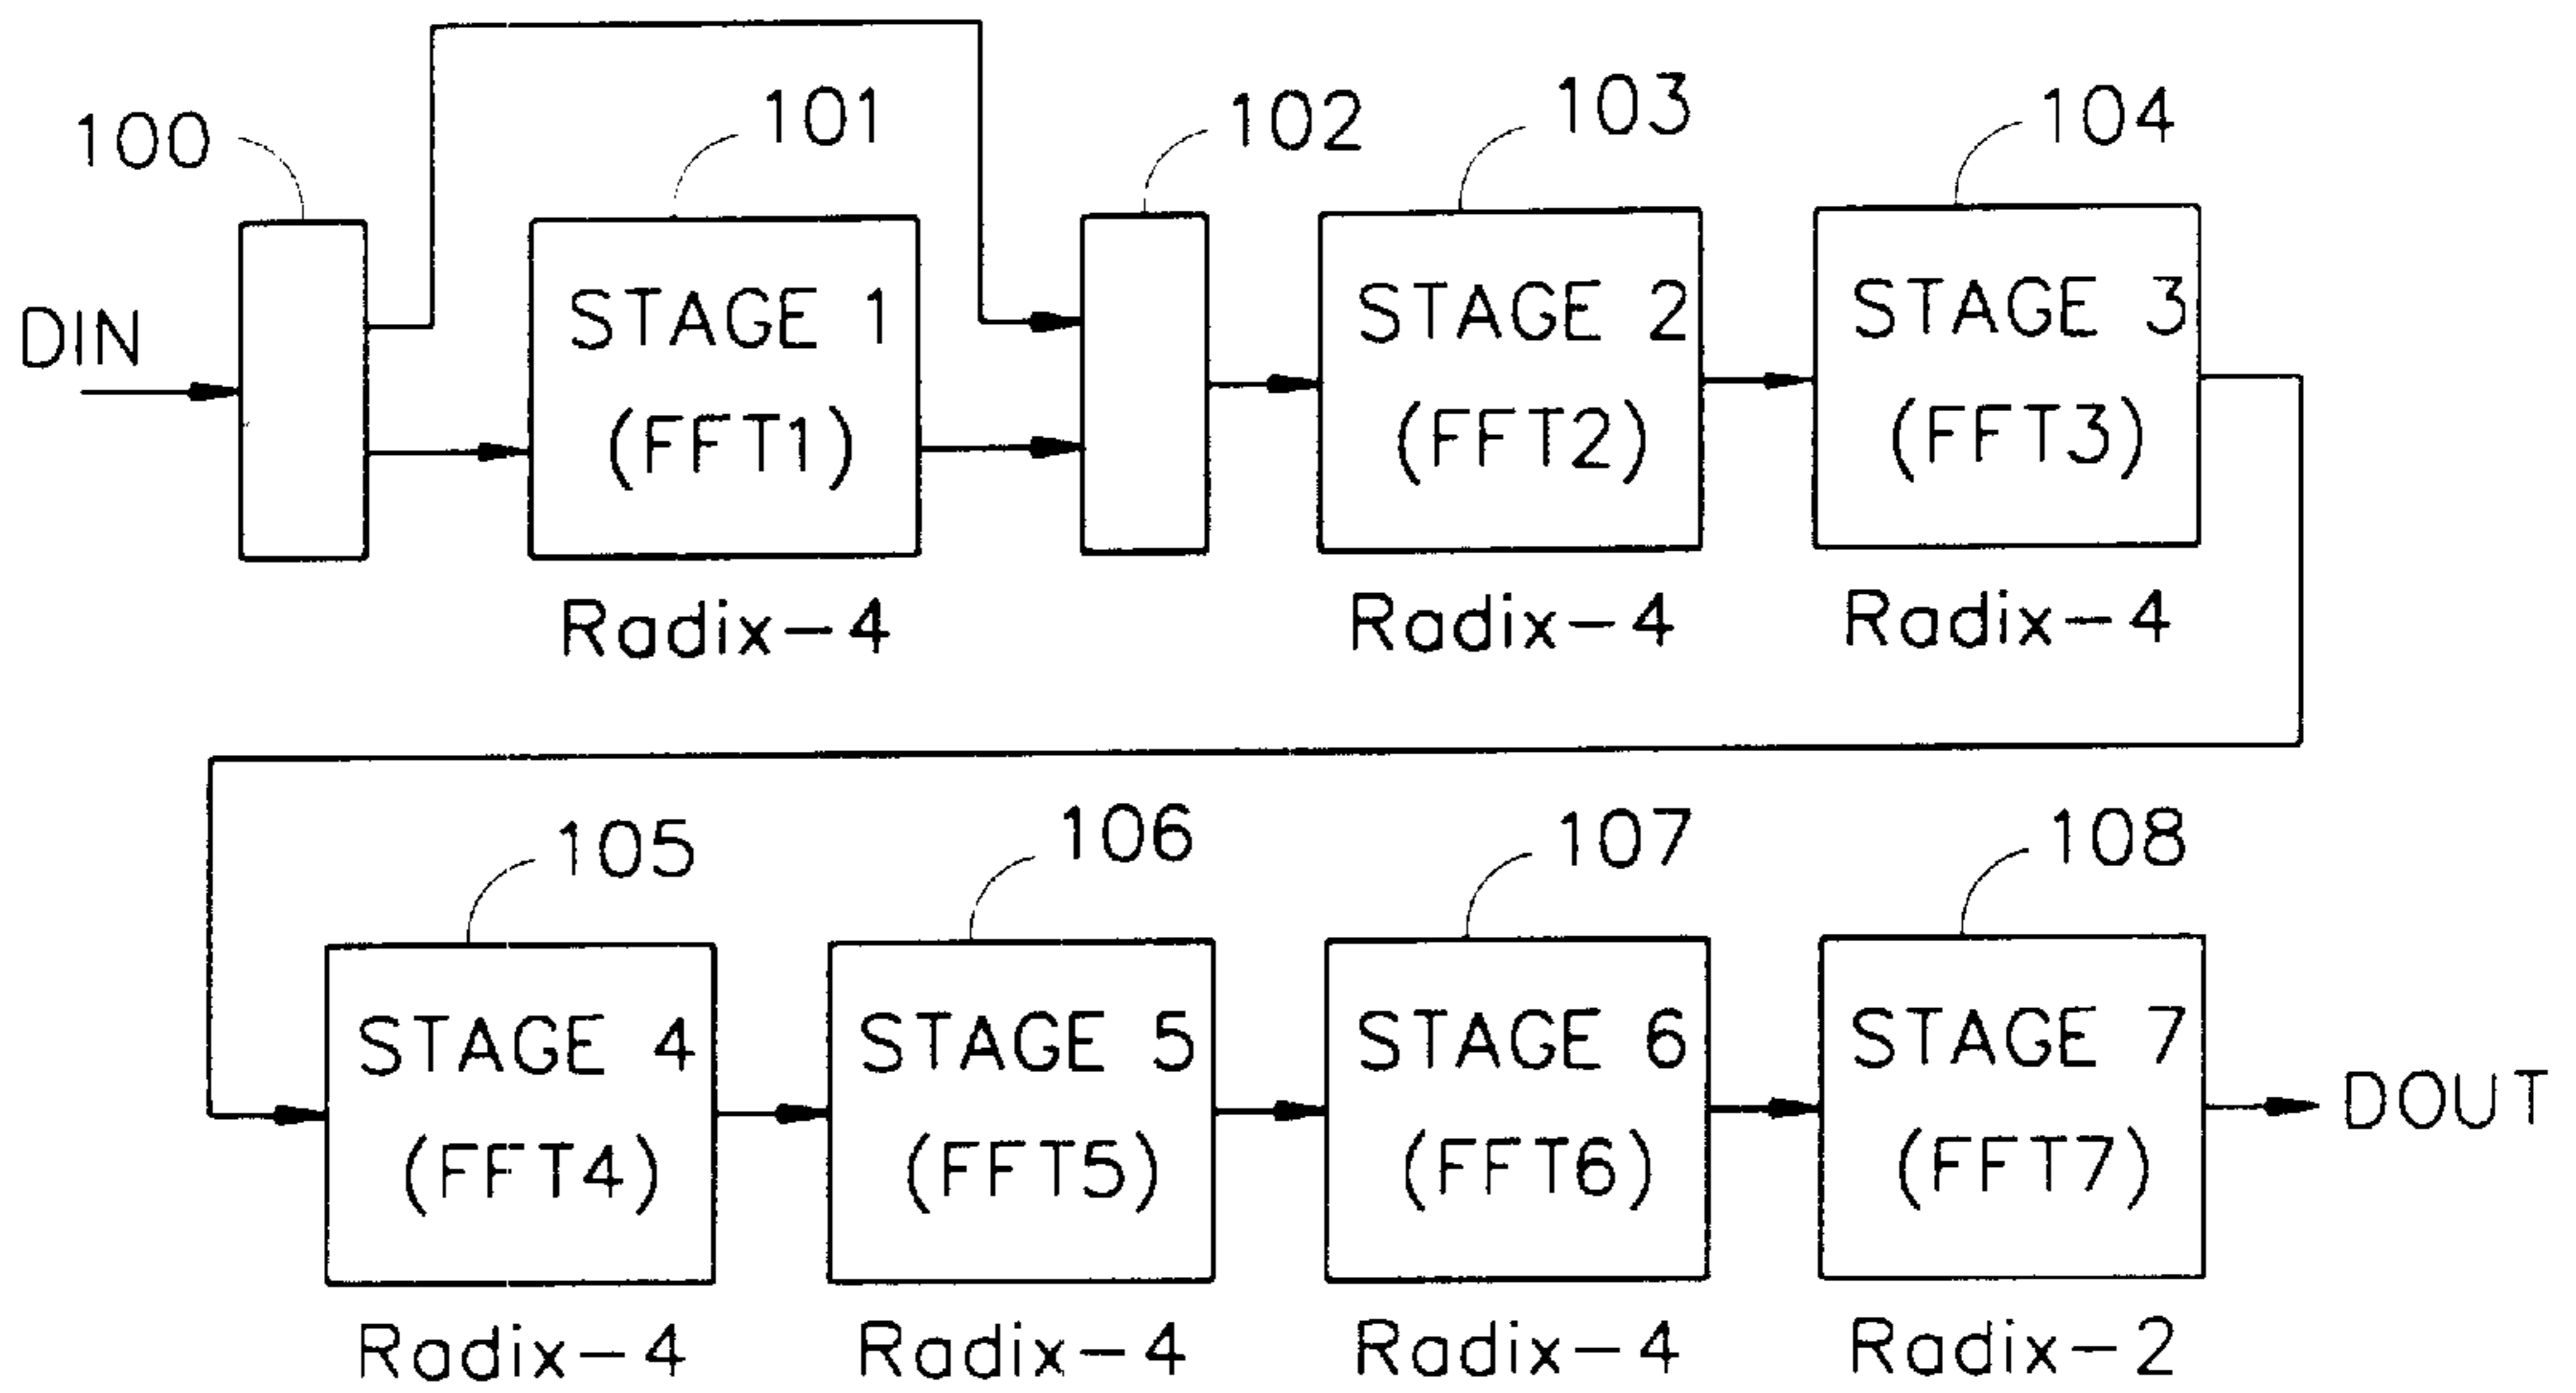 100
101
102
103
104
DIN
STAGE 1
(FFT1)
Radix-4
STAGE 2
(FFT2)
Radix-4
STAGE 3
(FFT3)
Radix-4
105
106
107
108
STAGE 4
(FFT4)
Radix-4
STAGE 5
(FFT5)
Radix-4
STAGE 6
(FFT6)
Radix-4
STAGE 7
(FFT7)
Radix-2
DOUT